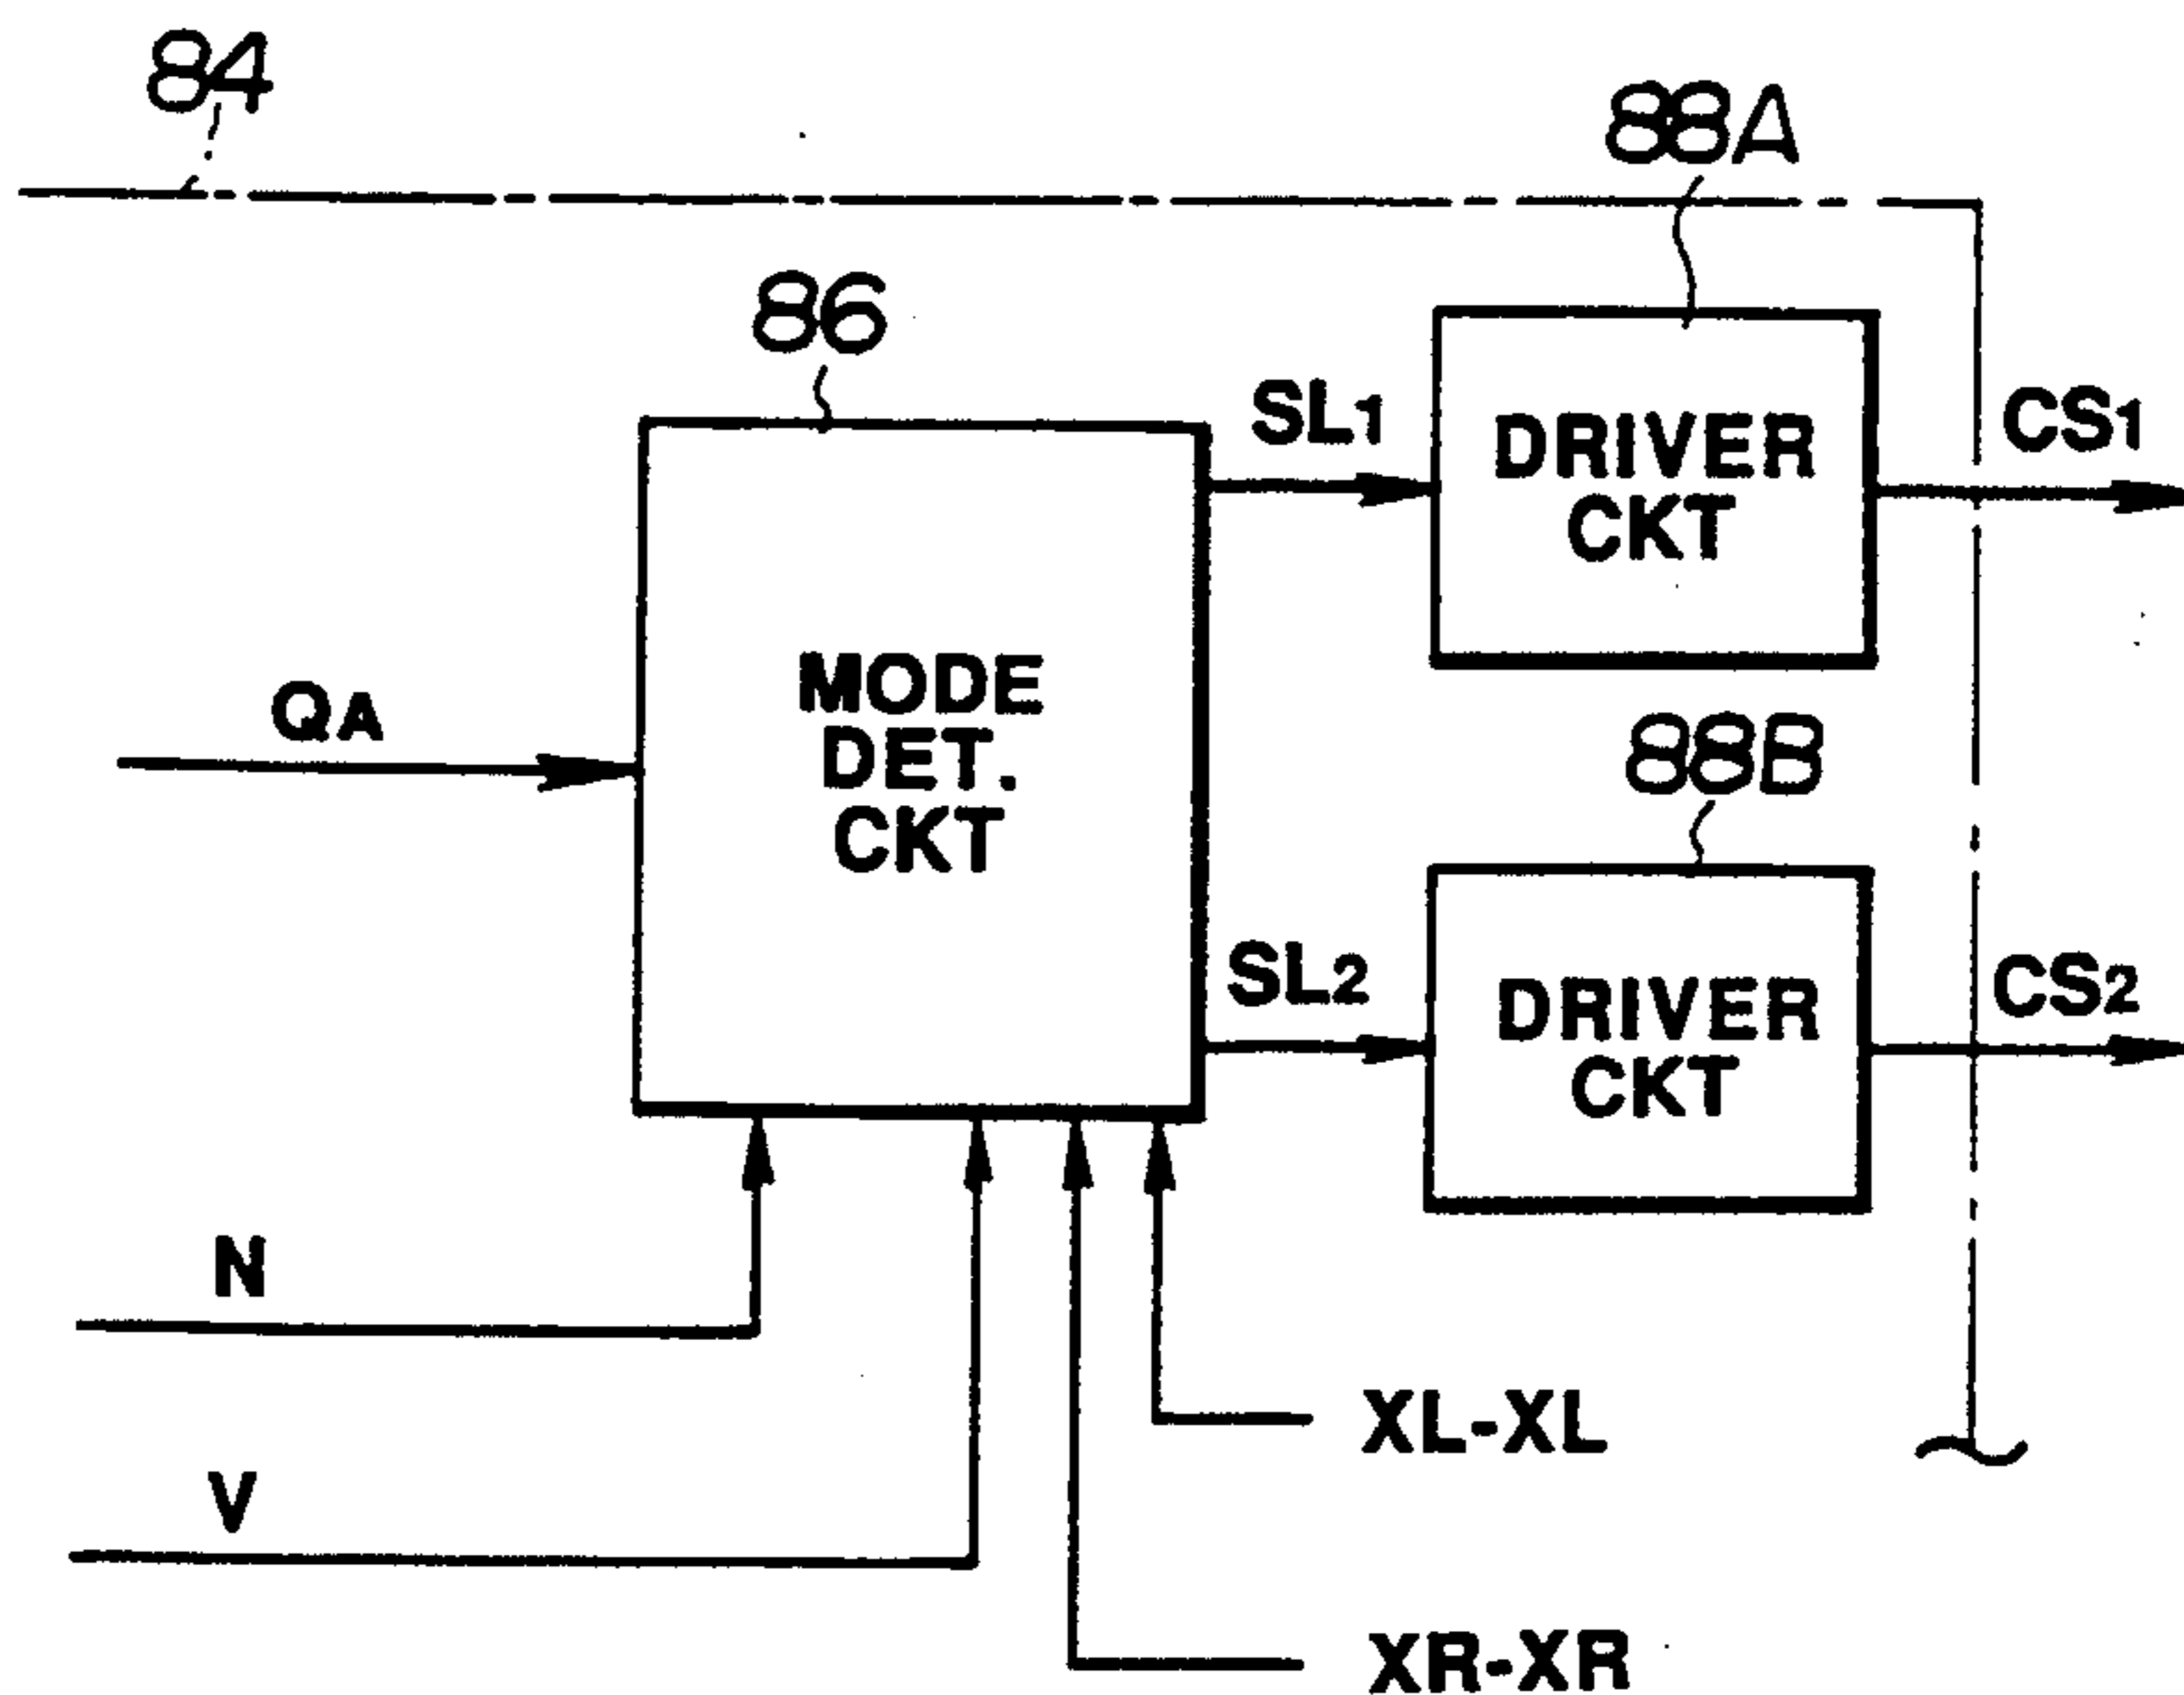 84
88A
86
SL1
DRIVER
CKT
CS1
QA
MODE
DET.
CKT
88B
SL2
DRIVER
CKT
CS2
N
XL-XL
V
XR-XR